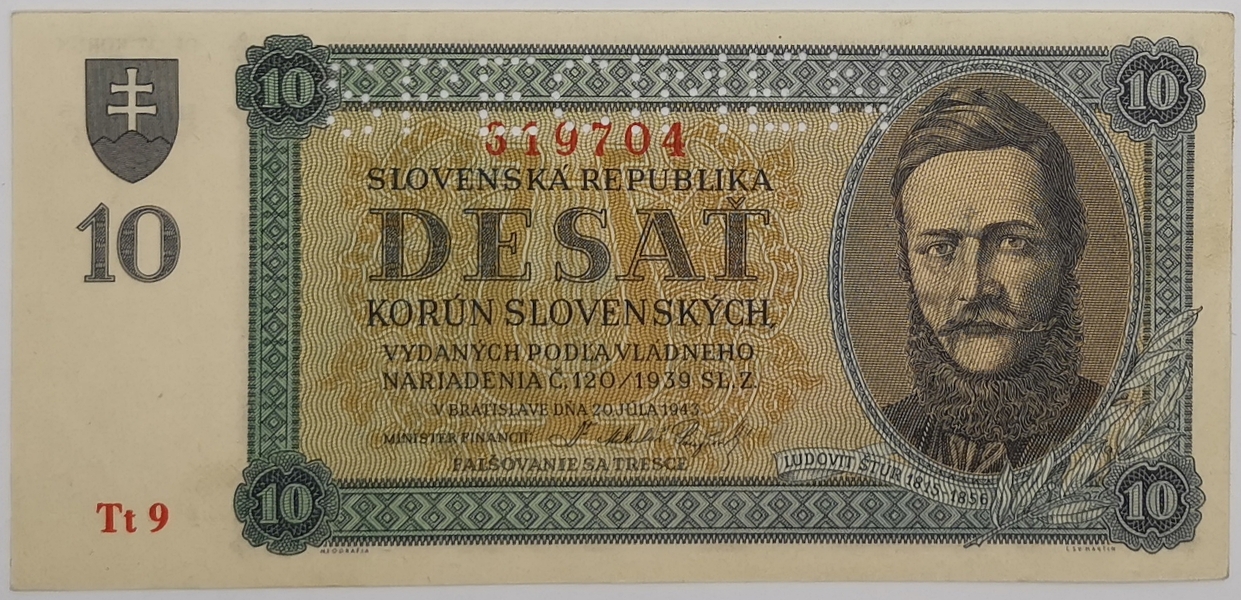 10
10
10
319704
SLOVENSKÁ REPUBLIKA
DESAŤ
KORÚN SLOVENSKÝCH,
VYDANÝCH PODĽA VLÁDNEHO
NARIADENIA Č. 120/1939 SL. Z.
V BRATISLAVE DŇA 20. JÚLA 1943.
MINISTER FINANCIÍ:
FALŠOVANIE SA TRESCE
ĽUDOVÍT ŠTÚR 1815-1856
Tt 9
10
10
NEOGRAFIA